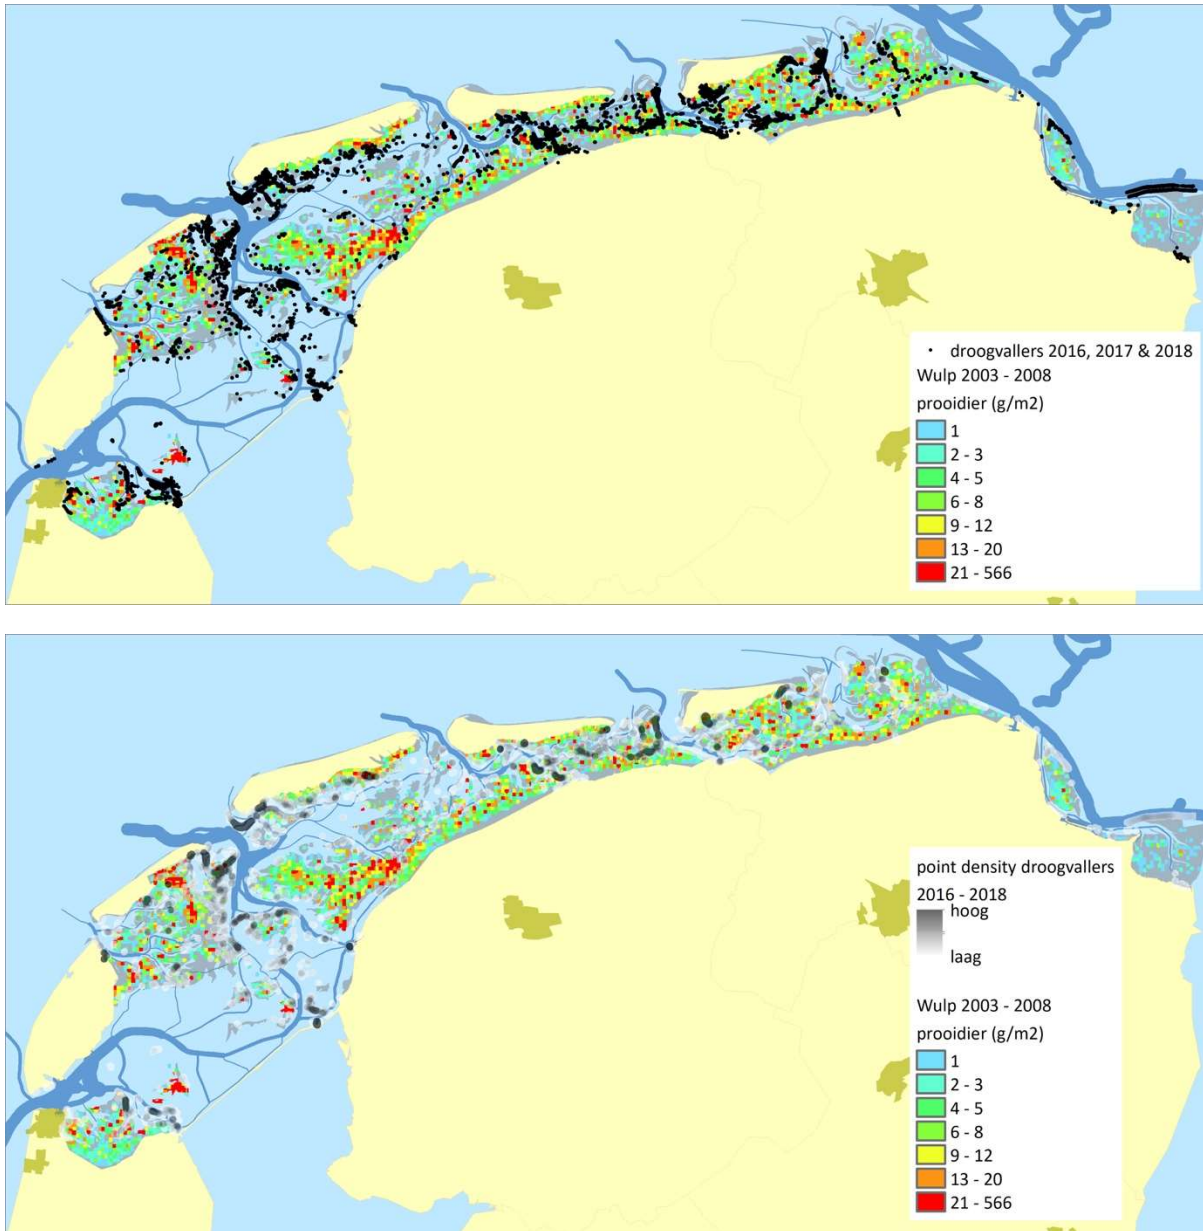 droogvallers 2016, 2017 & 2018
Wulp 2003 - 2008
prooidier (g/m2)
1
2 - 3
4 - 5
6 - 8
9 - 12
13 - 20
21 - 566
point density droogvallers
2016 - 2018
hoog
laag
Wulp 2003 - 2008
prooidier (g/m2)
1
2 - 3
4 - 5
6 - 8
9 - 12
13 - 20
21 - 566